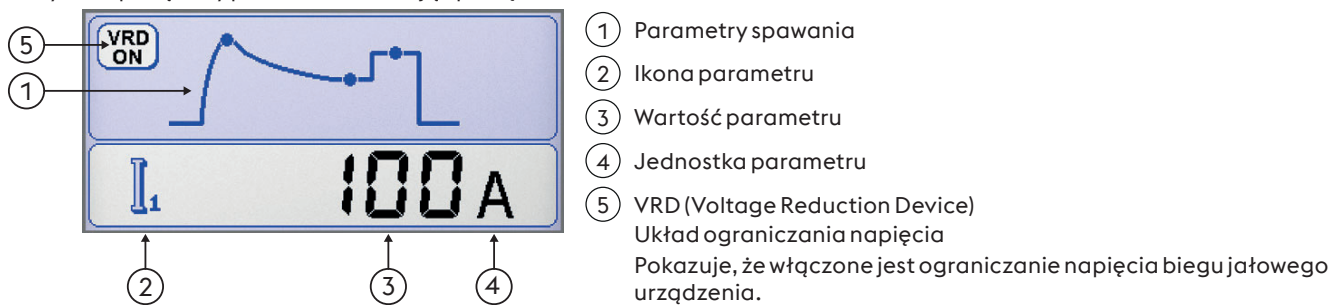 VRD
ON
5
1
I1
100 A
2
3
4
1 Parametry spawania
2 Ikona parametru
3 Wartość parametru
4 Jednostka parametru
5 VRD (Voltage Reduction Device)
Układ ograniczania napięcia
Pokazuje, że włączone jest ograniczanie napięcia biegu jałowego
urządzenia.